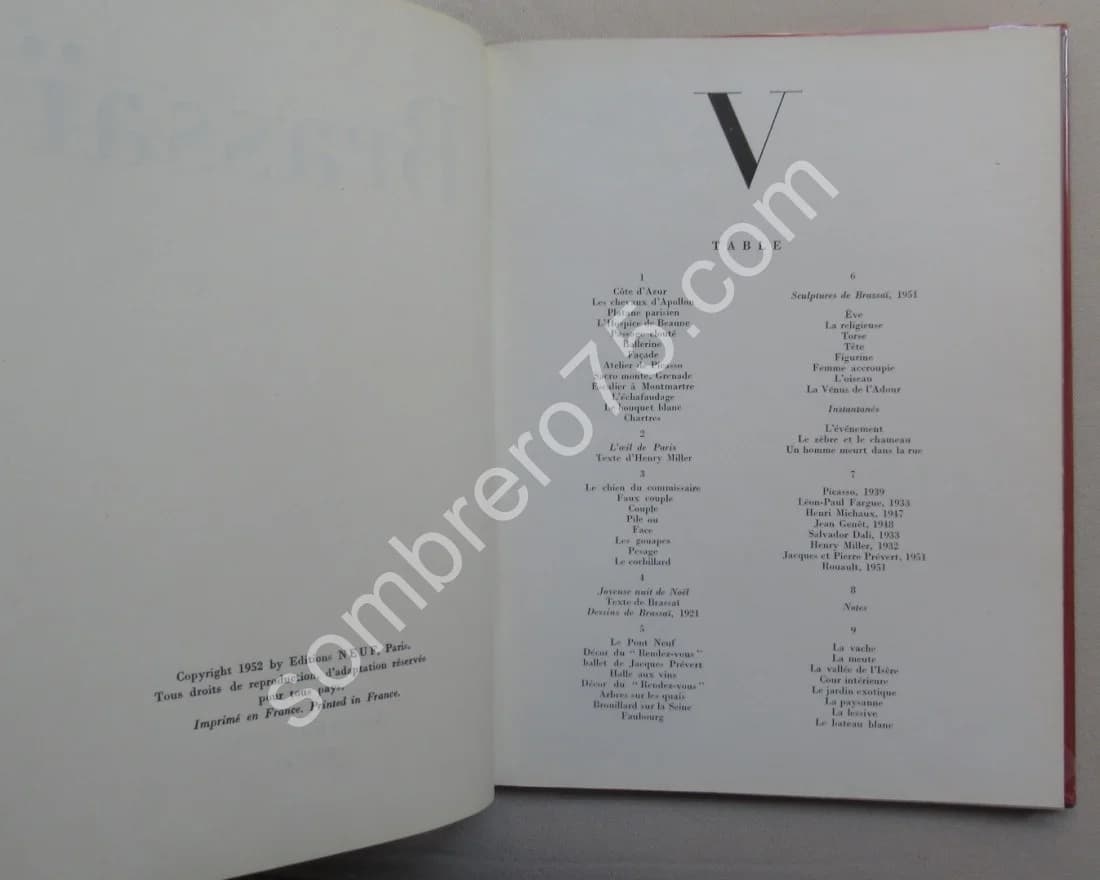 Brassaï
Copyright 1952 by Editions NEUF, Paris.
Tous droits de reproduction, d'adaptation réservés
pour tous pays.
Imprimé en France. Printed in France.
V
TABLE
1
Côte d'Azur
Les chevaux d'Apollon
Platane parisien
L'Hospice de Beaune
Passage clouté
Ballerine
Façade
Atelier de Picasso
Sacro monte, Grenade
Escalier à Montmartre
L'échafaudage
Le bouquet blanc
Chartres
2
L'œil de Paris
Texte d'Henry Miller
3
Le chien du commissaire
Faux couple
Couple
Pile ou
Face
Les gouapes
Pesage
Le corbillard
4
Joyeuse nuit de Noël
Texte de Brassaï
Dessins de Brassaï, 1921
5
Le Pont Neuf
Décor du "Rendez-vous"
ballet de Jacques Prévert
Halle aux vins
Décor du "Rendez-vous"
Arbres sur les quais
Brouillard sur la Seine
Faubourg
6
Sculptures de Brassaï, 1951
Ève
La religieuse
Torse
Tête
Figurine
Femme accroupie
L'oiseau
La Vénus de l'Adour
Instantanés
L'événement
Le zèbre et le chameau
Un homme meurt dans la rue
7
Picasso, 1939
Léon-Paul Fargue, 1933
Henri Michaux, 1947
Jean Genêt, 1948
Salvador Dali, 1933
Henry Miller, 1932
Jacques et Pierre Prévert, 1951
Rouault, 1951
8
Notes
9
La vache
La meute
La vallée de l'Isère
Cour intérieure
Le jardin exotique
La paysanne
La lessive
Le bateau blanc
sombrero75.com